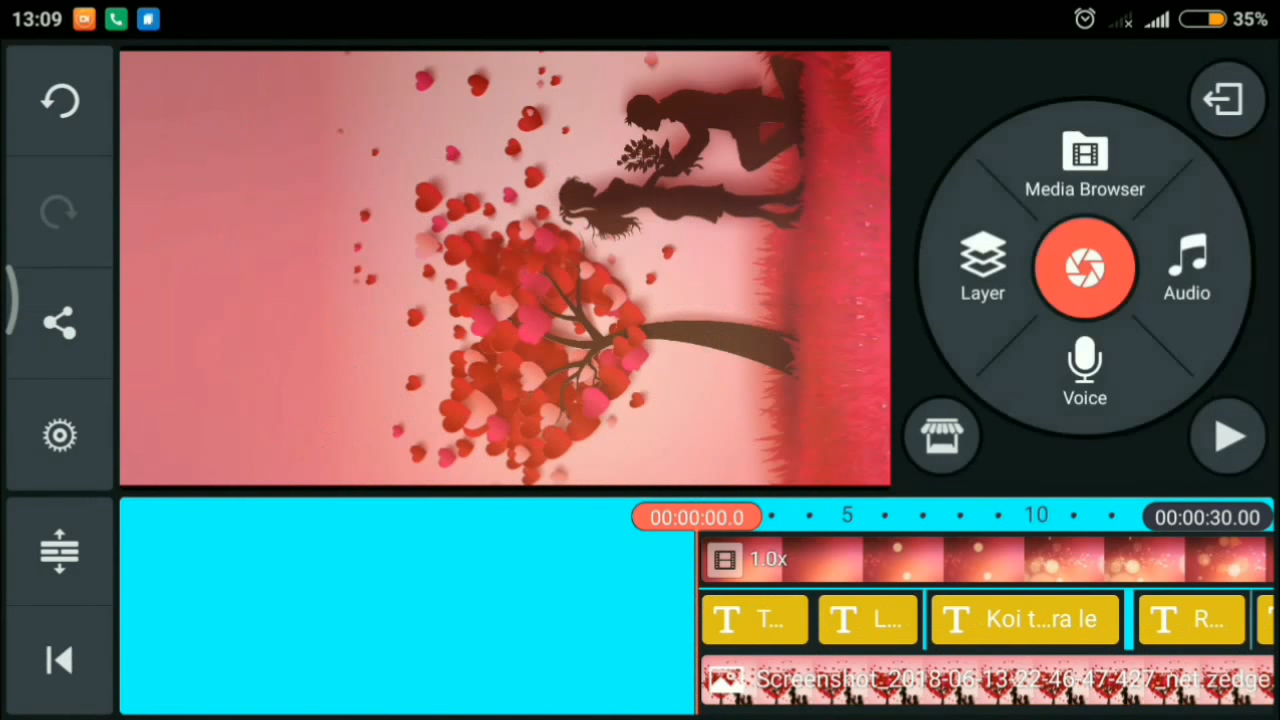 13:09
35%
Media Browser
Layer
Audio
Voice
00:00:00.0
5
10
00:00:30.00
1.0x
T T... T L... T Koi t...ra le T R...
Screenshot_2018-06-13-22-46-47-427_net.zedge.